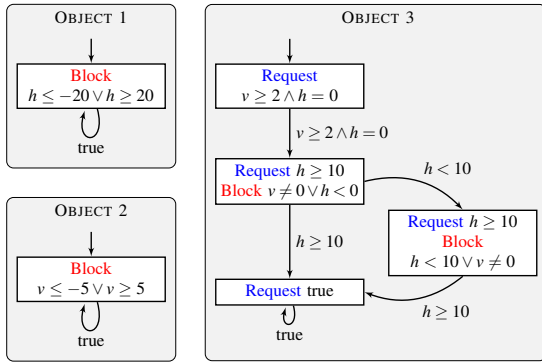 OBJECT 1
Block
h ≤ −20 ∨ h ≥ 20
true
OBJECT 2
Block
v ≤ −5 ∨ v ≥ 5
true
OBJECT 3
Request
v ≥ 2 ∧ h = 0
v ≥ 2 ∧ h = 0
Request h ≥ 10
Block v ≠ 0 ∨ h < 0
h < 10
Request h ≥ 10
Block
h < 10 ∨ v ≠ 0
h ≥ 10
Request true
h ≥ 10
true